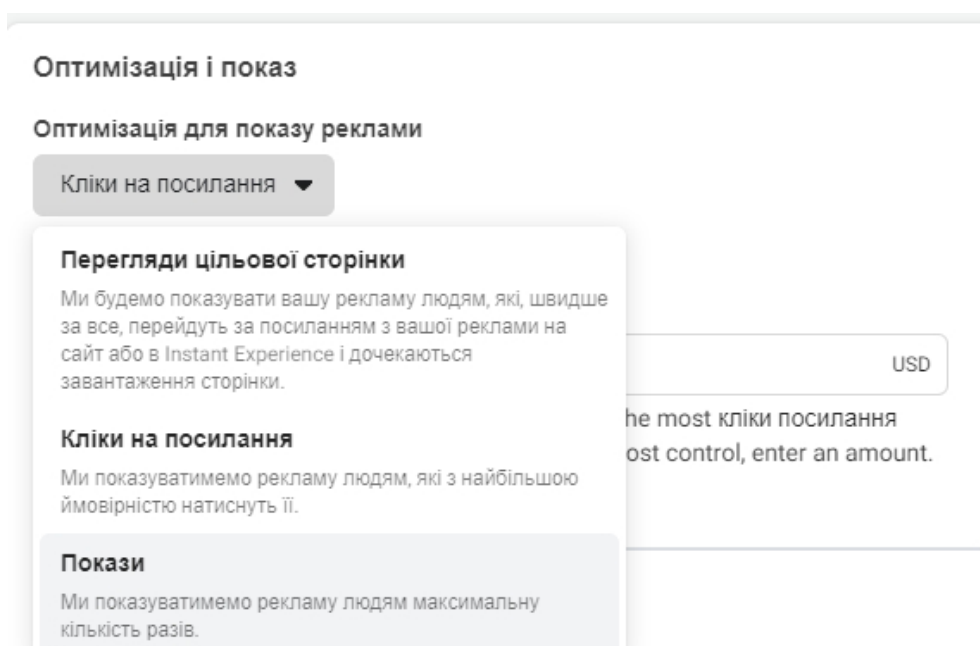 Оптимізація і показ
Оптимізація для показу реклами
Кліки на посилання
Перегляди цільової сторінки
Ми будемо показувати вашу рекламу людям, які, швидше
за все, перейдуть за посиланням з вашої реклами на
сайт або в Instant Experience і дочекаються
завантаження сторінки.
USD
he most кліки посилання
ost control, enter an amount.
Кліки на посилання
Ми показуватимемо рекламу людям, які з найбільшою
ймовірністю натиснуть її.
Покази
Ми показуватимемо рекламу людям максимальну
кількість разів.